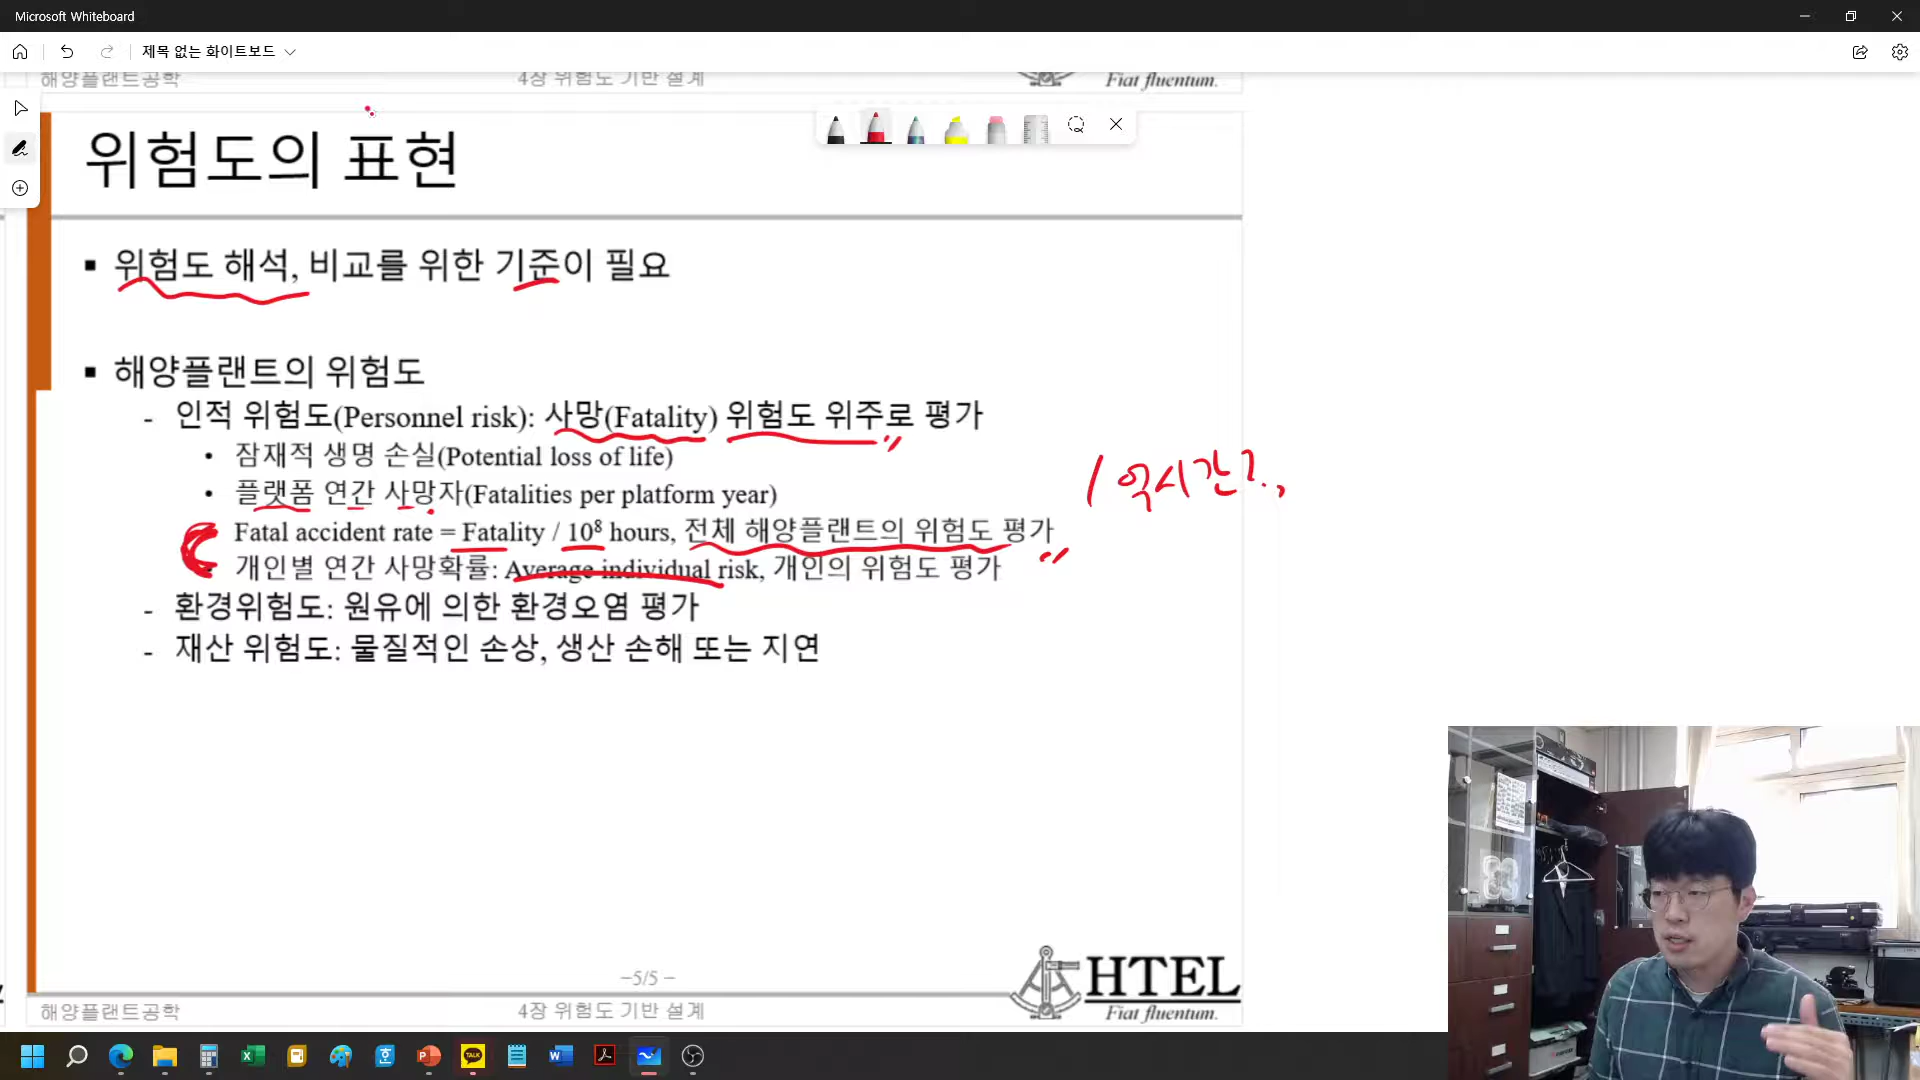 Microsoft Whiteboard
제목 없는 화이트보드
해양플랜트공학
4장 위험도 기반 설계
Fiat fluentum.
위험도의 표현
▪ 위험도 해석, 비교를 위한 기준이 필요
▪ 해양플랜트의 위험도
- 인적 위험도(Personnel risk): 사망(Fatality) 위험도 위주로 평가
• 잠재적 생명 손실(Potential loss of life)
• 플랫폼 연간 사망자(Fatalities per platform year)
Fatal accident rate = Fatality / 10⁸ hours, 전체 해양플랜트의 위험도 평가
• 개인별 연간 사망확률: Average individual risk, 개인의 위험도 평가
1억시간
- 환경위험도: 원유에 의한 환경오염 평가
- 재산 위험도: 물질적인 손상, 생산 손해 또는 지연
–5/5 –
HTEL
Fiat fluentum.
해양플랜트공학
4장 위험도 기반 설계
TALK